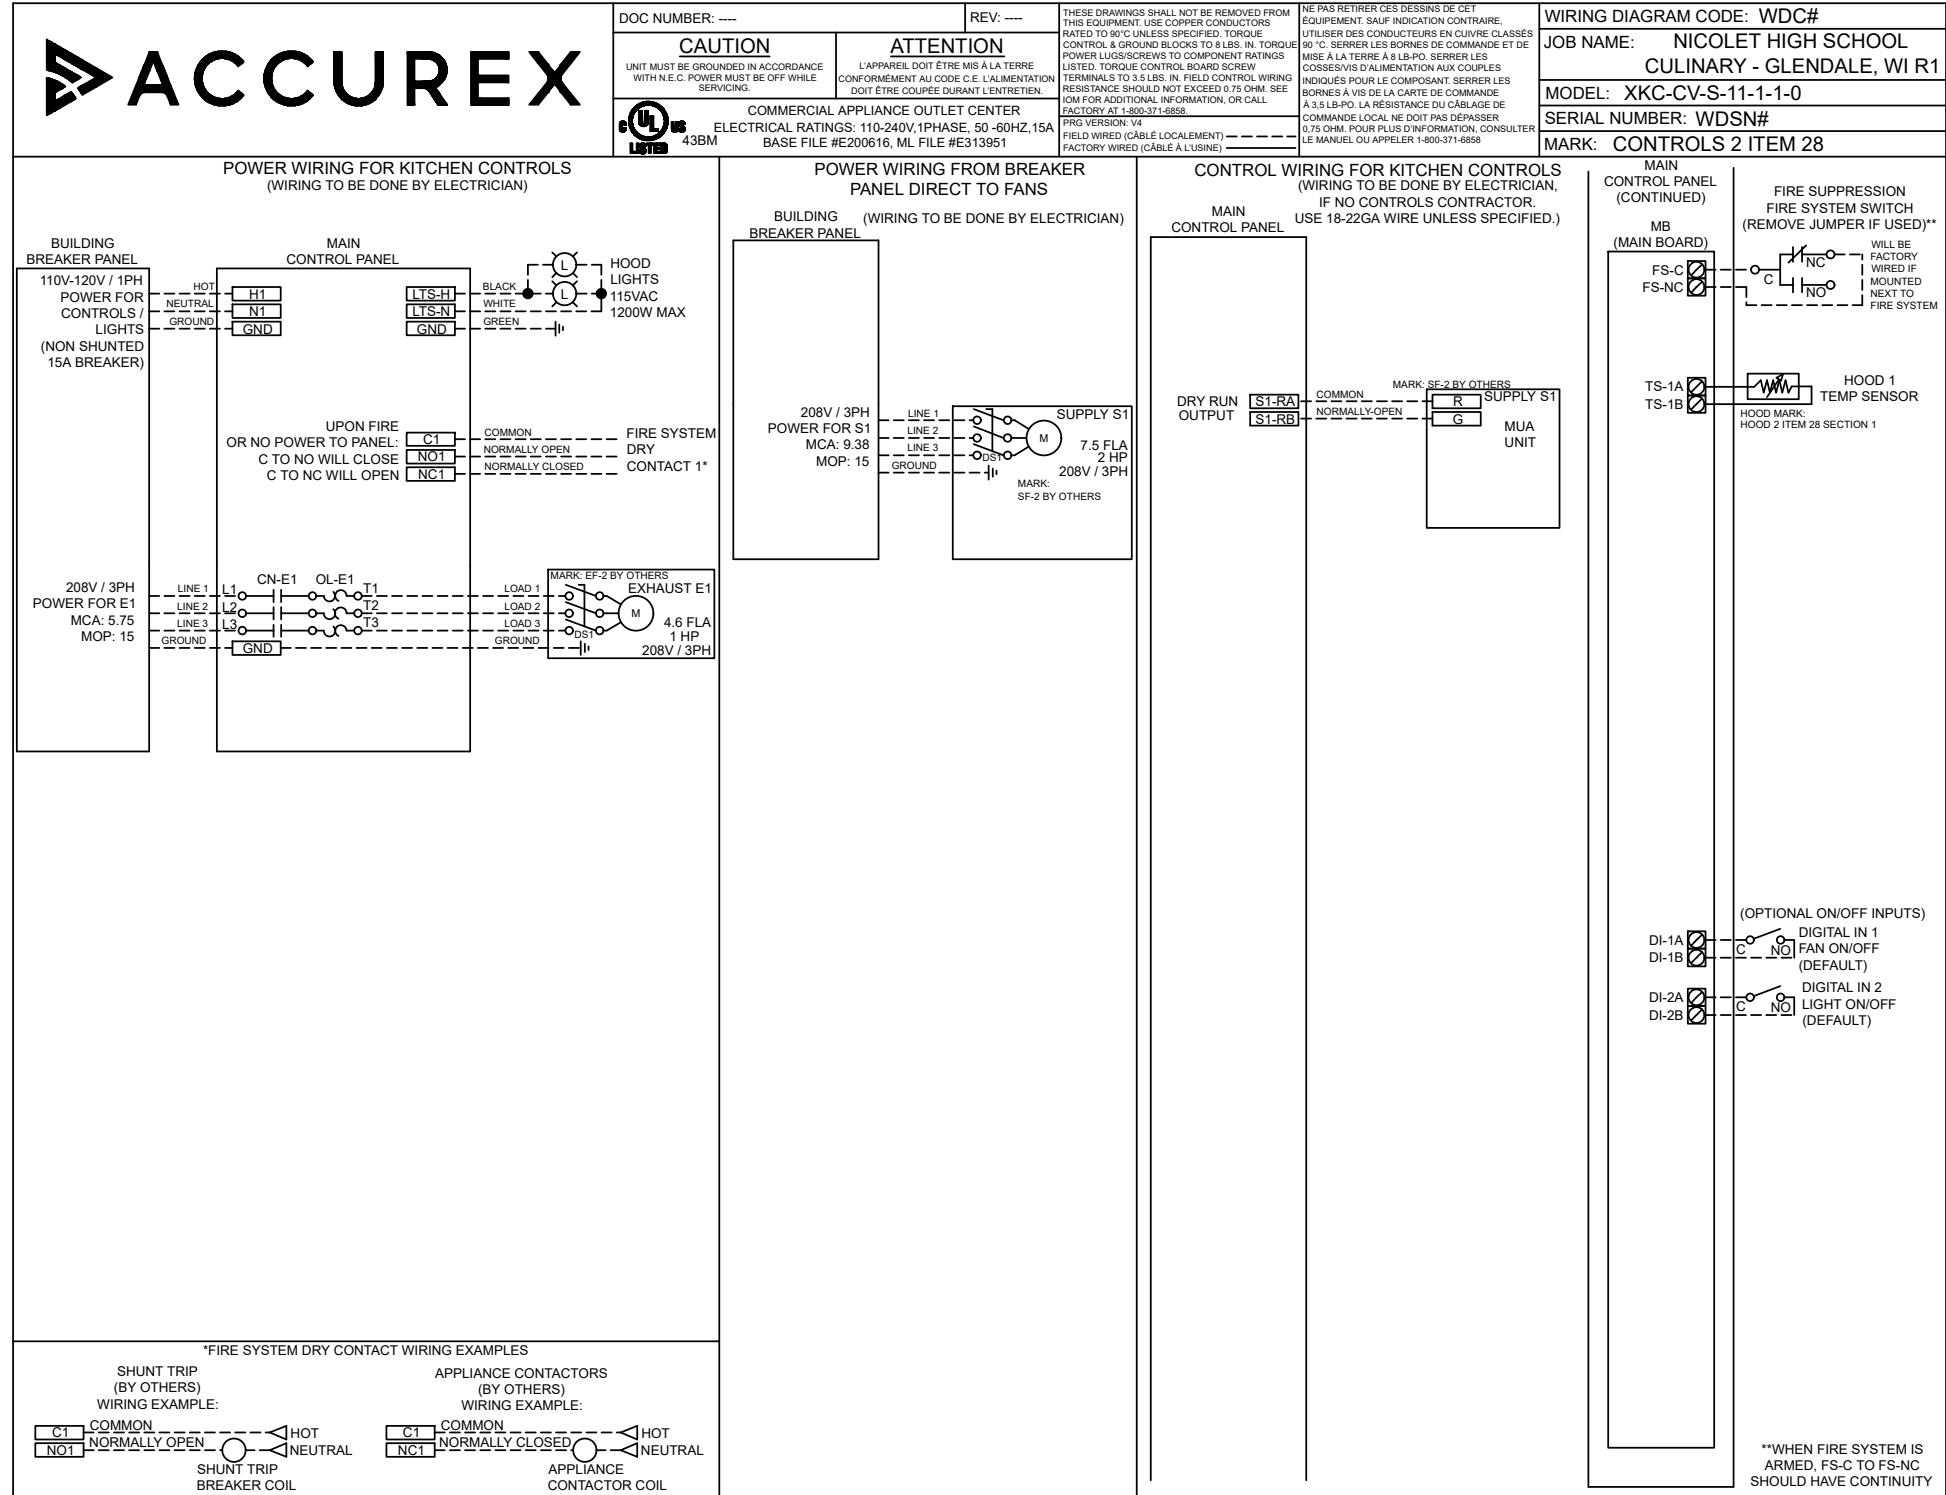 ACCUREX
DOC NUMBER: ----
REV: ----
CAUTION
UNIT MUST BE GROUNDED IN ACCORDANCE
WITH N.E.C. POWER MUST BE OFF WHILE
SERVICING.
ATTENTION
L'APPAREIL DOIT ÊTRE MIS À LA TERRE
CONFORMÉMENT AU CODE C.E. L'ALIMENTATION
DOIT ÊTRE COUPÉE DURANT L'ENTRETIEN.
C UL US
LISTED
43BM
COMMERCIAL APPLIANCE OUTLET CENTER
ELECTRICAL RATINGS: 110-240V,1PHASE, 50 -60HZ,15A
BASE FILE #E200616, ML FILE #E313951
THESE DRAWINGS SHALL NOT BE REMOVED FROM
THIS EQUIPMENT. USE COPPER CONDUCTORS
RATED TO 90°C UNLESS SPECIFIED. TORQUE
CONTROL & GROUND BLOCKS TO 8 LBS. IN. TORQUE
POWER LUGS/SCREWS TO COMPONENT RATINGS
LISTED. TORQUE CONTROL BOARD SCREW
TERMINALS TO 3.5 LBS. IN. FIELD CONTROL WIRING
RESISTANCE SHOULD NOT EXCEED 0.75 OHM. SEE
IOM FOR ADDITIONAL INFORMATION, OR CALL
FACTORY AT 1-800-371-6858.
PRG VERSION: V4
FIELD WIRED (CÂBLÉ LOCALEMENT)
FACTORY WIRED (CÂBLÉ À L'USINE)
NE PAS RETIRER CES DESSINS DE CET
ÉQUIPEMENT. SAUF INDICATION CONTRAIRE,
UTILISER DES CONDUCTEURS EN CUIVRE CLASSÉS
90 °C. SERRER LES BORNES DE COMMANDE ET DE
MISE À LA TERRE À 8 LB-PO. SERRER LES
COSSES/VIS D'ALIMENTATION AUX COUPLES
INDIQUÉS POUR LE COMPOSANT. SERRER LES
BORNES À VIS DE LA CARTE DE COMMANDE
À 3,5 LB-PO. LA RÉSISTANCE DU CÂBLAGE DE
COMMANDE LOCAL NE DOIT PAS DÉPASSER
0,75 OHM. POUR PLUS D'INFORMATION, CONSULTER
LE MANUEL OU APPELER 1-800-371-6858
WIRING DIAGRAM CODE: WDC#
JOB NAME: NICOLET HIGH SCHOOL
CULINARY - GLENDALE, WI R1
MODEL: XKC-CV-S-11-1-1-0
SERIAL NUMBER: WDSN#
MARK: CONTROLS 2 ITEM 28
POWER WIRING FOR KITCHEN CONTROLS
(WIRING TO BE DONE BY ELECTRICIAN)
BUILDING
BREAKER PANEL
MAIN
CONTROL PANEL
110V-120V / 1PH
POWER FOR
CONTROLS /
LIGHTS
(NON SHUNTED
15A BREAKER)
HOT
NEUTRAL
GROUND
H1
N1
GND
LTS-H
LTS-N
GND
BLACK
WHITE
GREEN
L
L
HOOD
LIGHTS
115VAC
1200W MAX
UPON FIRE
OR NO POWER TO PANEL:
C TO NO WILL CLOSE
C TO NC WILL OPEN
C1
NO1
NC1
COMMON
NORMALLY OPEN
NORMALLY CLOSED
FIRE SYSTEM
DRY
CONTACT 1*
208V / 3PH
POWER FOR E1
MCA: 5.75
MOP: 15
LINE 1
LINE 2
LINE 3
GROUND
L1
L2
L3
GND
CN-E1
OL-E1
T1
T2
T3
LOAD 1
LOAD 2
LOAD 3
GROUND
MARK: EF-2 BY OTHERS
EXHAUST E1
M
DS1
4.6 FLA
1 HP
208V / 3PH
POWER WIRING FROM BREAKER
PANEL DIRECT TO FANS
(WIRING TO BE DONE BY ELECTRICIAN)
BUILDING
BREAKER PANEL
208V / 3PH
POWER FOR S1
MCA: 9.38
MOP: 15
LINE 1
LINE 2
LINE 3
GROUND
SUPPLY S1
M
DS1
7.5 FLA
2 HP
208V / 3PH
MARK:
SF-2 BY OTHERS
CONTROL WIRING FOR KITCHEN CONTROLS
(WIRING TO BE DONE BY ELECTRICIAN,
IF NO CONTROLS CONTRACTOR.
USE 18-22GA WIRE UNLESS SPECIFIED.)
MAIN
CONTROL PANEL
DRY RUN
OUTPUT
S1-RA
S1-RB
COMMON
NORMALLY-OPEN
MARK: SF-2 BY OTHERS
R
G
SUPPLY S1
MUA
UNIT
MAIN
CONTROL PANEL
(CONTINUED)
MB
(MAIN BOARD)
FS-C
FS-NC
FIRE SUPPRESSION
FIRE SYSTEM SWITCH
(REMOVE JUMPER IF USED)**
C
NC
NO
WILL BE
FACTORY
WIRED IF
MOUNTED
NEXT TO
FIRE SYSTEM
TS-1A
TS-1B
HOOD 1
TEMP SENSOR
HOOD MARK:
HOOD 2 ITEM 28 SECTION 1
(OPTIONAL ON/OFF INPUTS)
DI-1A
DI-1B
C
NO
DIGITAL IN 1
FAN ON/OFF
(DEFAULT)
DI-2A
DI-2B
C
NO
DIGITAL IN 2
LIGHT ON/OFF
(DEFAULT)
**WHEN FIRE SYSTEM IS
ARMED, FS-C TO FS-NC
SHOULD HAVE CONTINUITY
*FIRE SYSTEM DRY CONTACT WIRING EXAMPLES
SHUNT TRIP
(BY OTHERS)
WIRING EXAMPLE:
C1
NO1
COMMON
NORMALLY OPEN
HOT
NEUTRAL
SHUNT TRIP
BREAKER COIL
APPLIANCE CONTACTORS
(BY OTHERS)
WIRING EXAMPLE:
C1
NC1
COMMON
NORMALLY CLOSED
HOT
NEUTRAL
APPLIANCE
CONTACTOR COIL